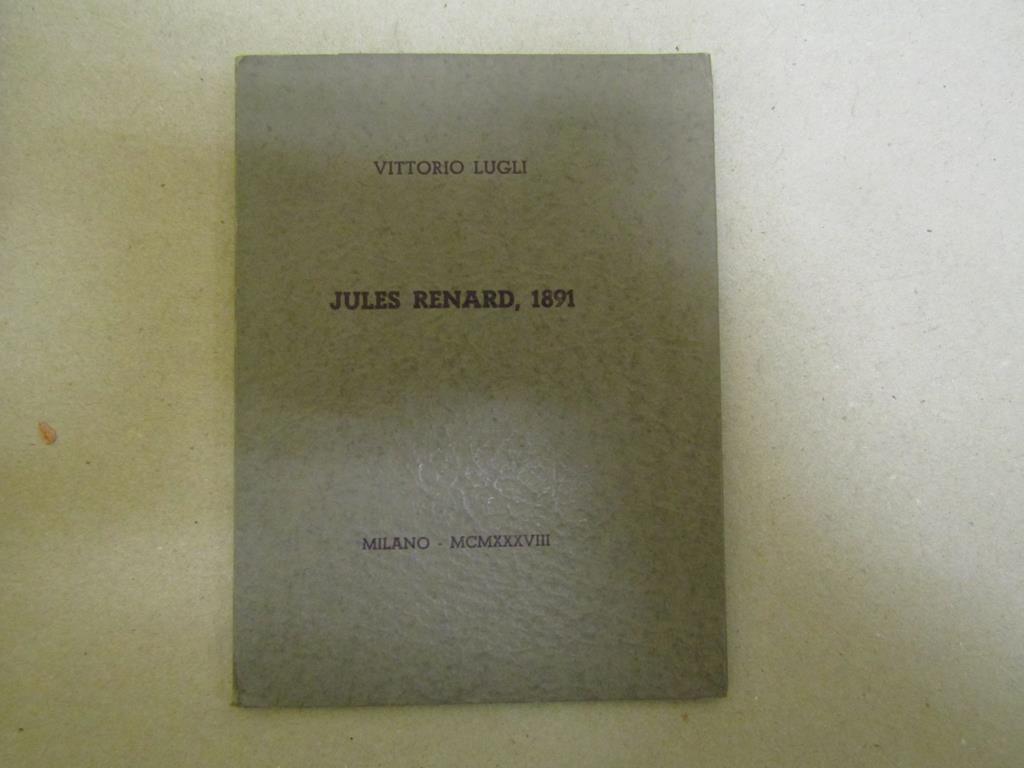 VITTORIO LUGLI
JULES RENARD, 1891
MILANO - MCMXXXVIII